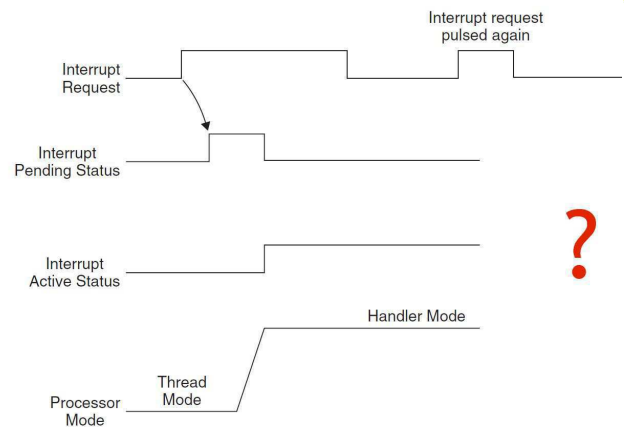 Interrupt request
pulsed again
Interrupt
Request
Interrupt
Pending Status
Interrupt
Active Status
?
Handler Mode
Thread
Mode
Processor
Mode